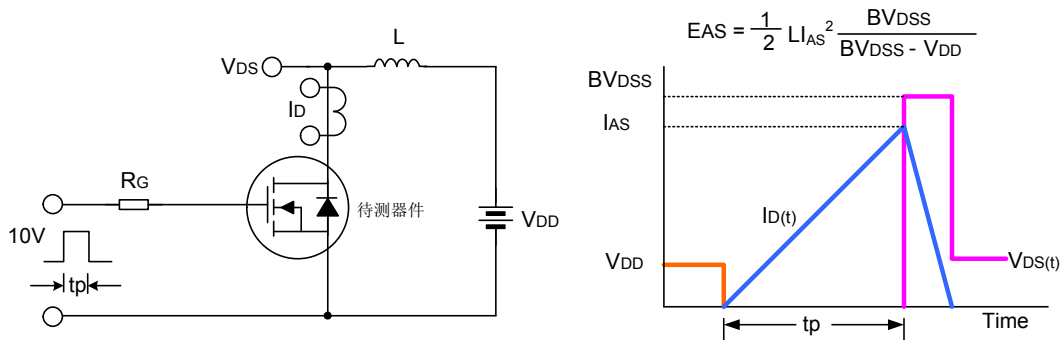 VDS
L
ID
RG
10V
tp
待测器件
VDD
EAS = 1/2 LIAS² BVDSS / BVDSS - VDD
BVDSS
IAS
ID(t)
VDD
VDS(t)
tp
Time